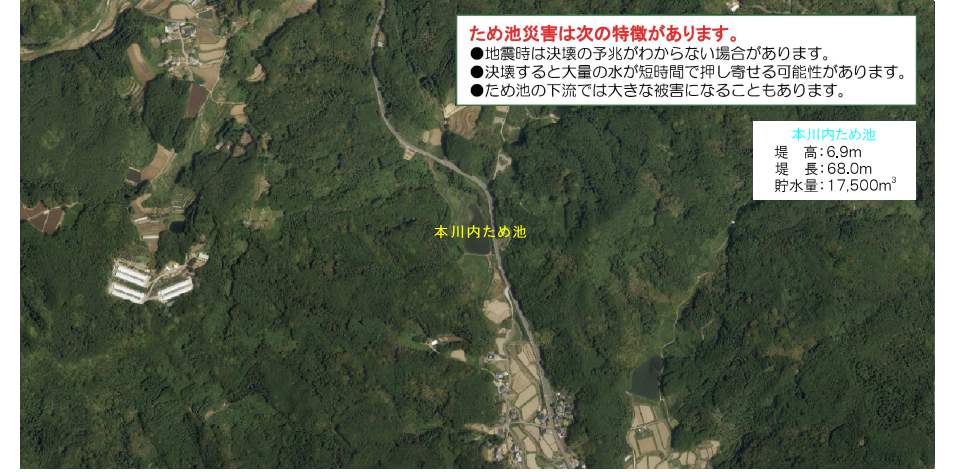 ため池災害は次の特徴があります。
●地震時は決壊の予兆がわからない場合があります。
●決壊すると大量の水が短時間で押し寄せる可能性があります。
●ため池の下流では大きな被害になることもあります。
本川内ため池
堤　高：6.9m
堤　長：68.0m
貯水量：17,500m³
本川内ため池